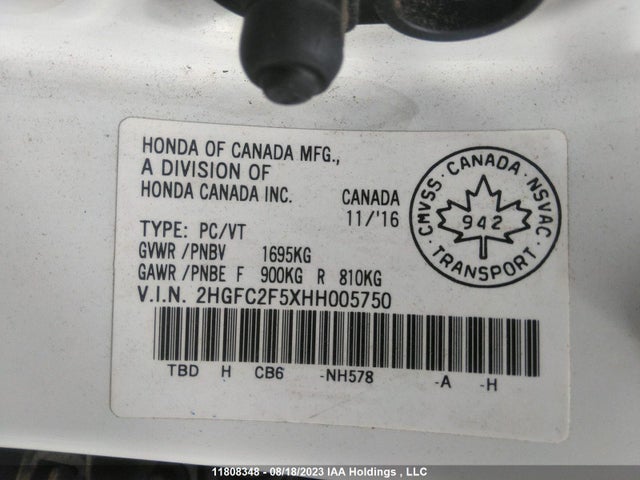 HONDA OF CANADA MFG.,
A DIVISION OF
HONDA CANADA INC. CANADA
11/'16
TYPE: PC/VT
GVWR/PNBV 1695KG
GAWR/PNBE F 900KG R 810KG
V.I.N. 2HGFC2F5XHH005750
TBD H CB6 -NH578 -A -H
CMVSS · CANADA · NSVAC
942
TRANSPORT
11808348 - 08/18/2023 IAA Holdings , LLC